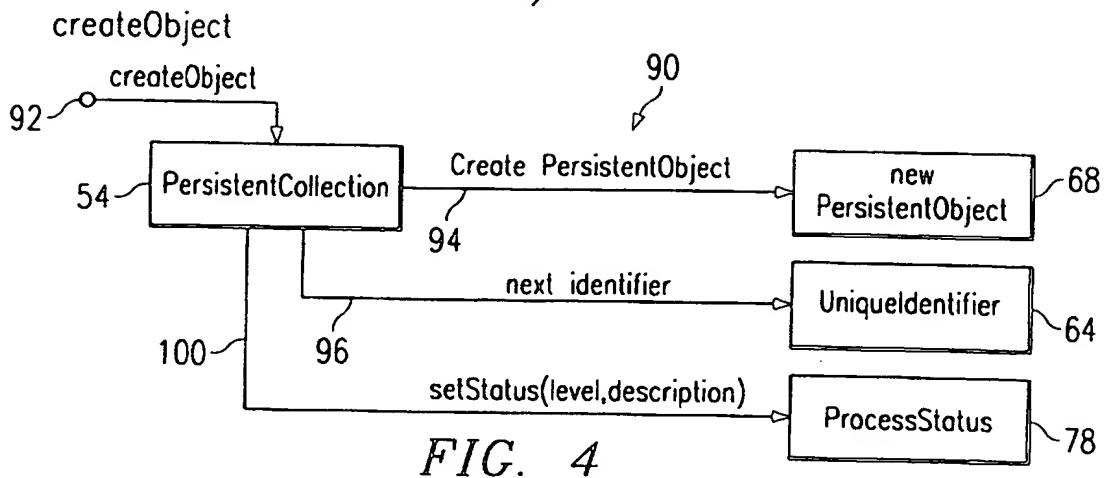 createObject
createObject
92
90
54
PersistentCollection
Create PersistentObject
94
new
PersistentObject
68
next identifier
96
UniqueIdentifier
64
100
setStatus(level,description)
ProcessStatus
78
FIG. 4